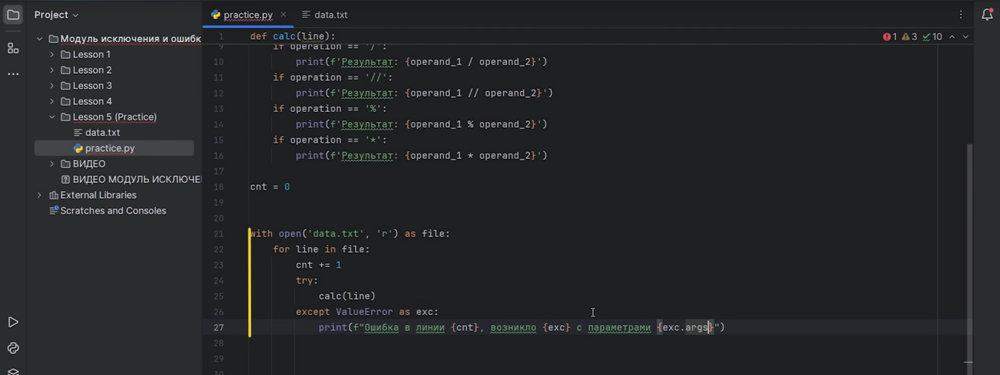 Project
practice.py
data.txt
Модуль исключения и ошибк
Lesson 1
Lesson 2
Lesson 3
Lesson 4
Lesson 5 (Practice)
data.txt
practice.py
ВИДЕО
ВИДЕО МОДУЛЬ ИСКЛЮЧЕ
External Libraries
Scratches and Consoles
1 def calc(line):
1 3 10
9 if operation == '/':
10 print(f'Результат: {operand_1 / operand_2}')
11 if operation == '//':
12 print(f'Результат: {operand_1 // operand_2}')
13 if operation == '%':
14 print(f'Результат: {operand_1 % operand_2}')
15 if operation == '*':
16 print(f'Результат: {operand_1 * operand_2}')
17
18 cnt = 0
19
20
21 with open('data.txt', 'r') as file:
22 for line in file:
23 cnt += 1
24 try:
25 calc(line)
26 except ValueError as exc:
27 print(f"Ошибка в линии {cnt}, возникло {exc} с параметрами {exc.args}")
28
29
30